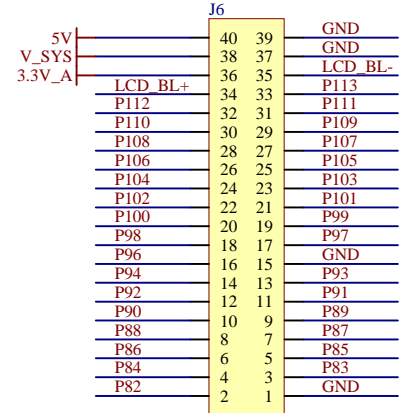 J6
5V 40 39 GND
V_SYS 38 37 GND
3.3V_A 36 35 LCD_BL-
LCD_BL+ 34 33 P113
P112 32 31 P111
P110 30 29 P109
P108 28 27 P107
P106 26 25 P105
P104 24 23 P103
P102 22 21 P101
P100 20 19 P99
P98 18 17 P97
P96 16 15 GND
P94 14 13 P93
P92 12 11 P91
P90 10 9 P89
P88 8 7 P87
P86 6 5 P85
P84 4 3 P83
P82 2 1 GND